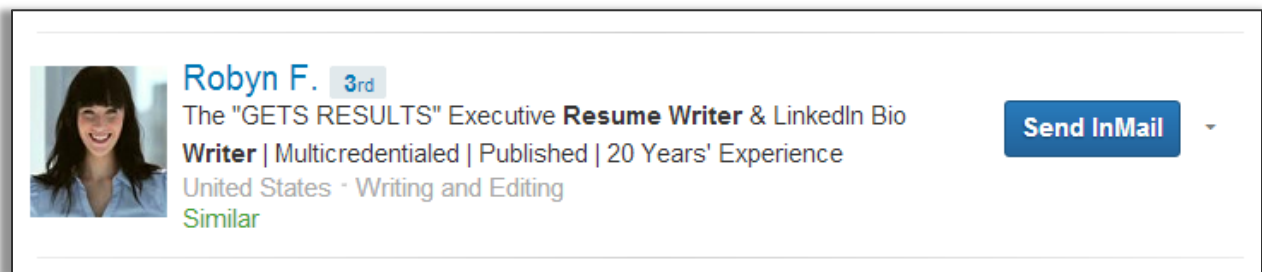 Robyn F. 3rd
The "GETS RESULTS" Executive Resume Writer & LinkedIn Bio
Writer | Multicredentialed | Published | 20 Years' Experience
United States · Writing and Editing
Similar
Send InMail